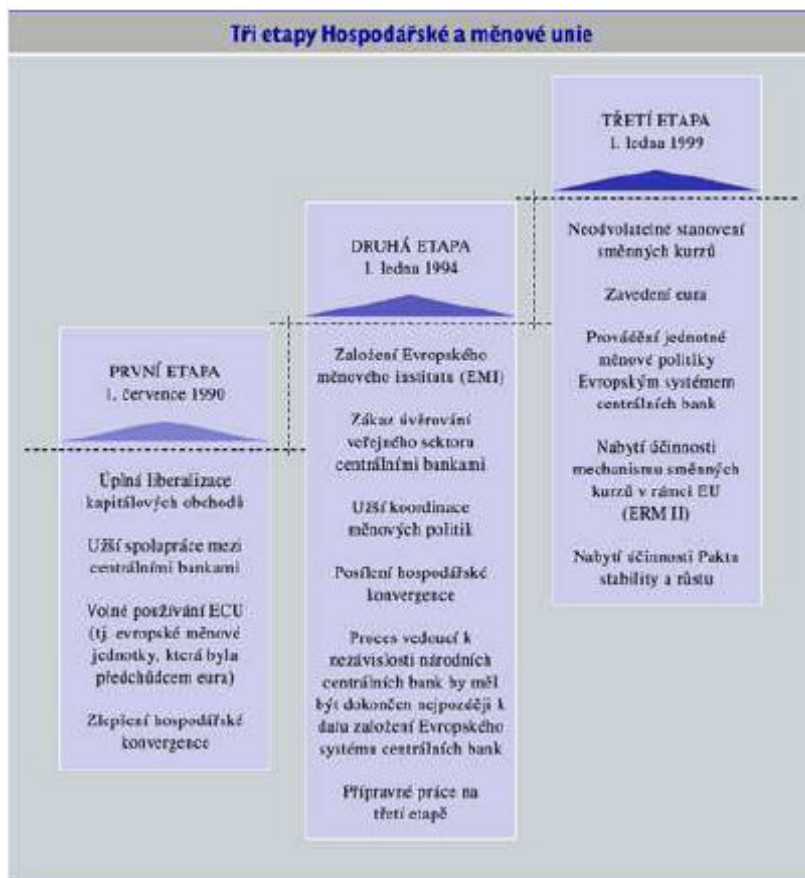 Tři etapy Hospodářské a měnové unie
PRVNÍ ETAPA
1. července 1990
Úplná liberalizace
kapitálových obchodů
Užší spolupráce mezi
centrálními bankami
Volné používání ECU
(tj. evropské měnové
jednotky, která byla
předchůdcem eura)
Zlepšení hospodářské
konvergence
DRUHÁ ETAPA
1. ledna 1994
Založení Evropského
měnového institutu (EMI)
Zákaz úvěrování
veřejného sektoru
centrálními bankami
Užší koordinace
měnových politik
Posílení hospodářské
konvergence
Proces vedoucí k
nezávislosti národních
centrálních bank by měl
být dokončen nejpozději k
datu založení Evropského
systému centrálních bank
Přípravné práce na
třetí etapě
TŘETÍ ETAPA
1. ledna 1999
Neodvolatelné stanovení
směnných kurzů
Zavedení eura
Provádění jednotné
měnové politiky
Evropským systémem
centrálních bank
Nabytí účinnosti
mechanismu směnných
kurzů v rámci EU
(ERM II)
Nabytí účinnosti Paktu
stability a růstu